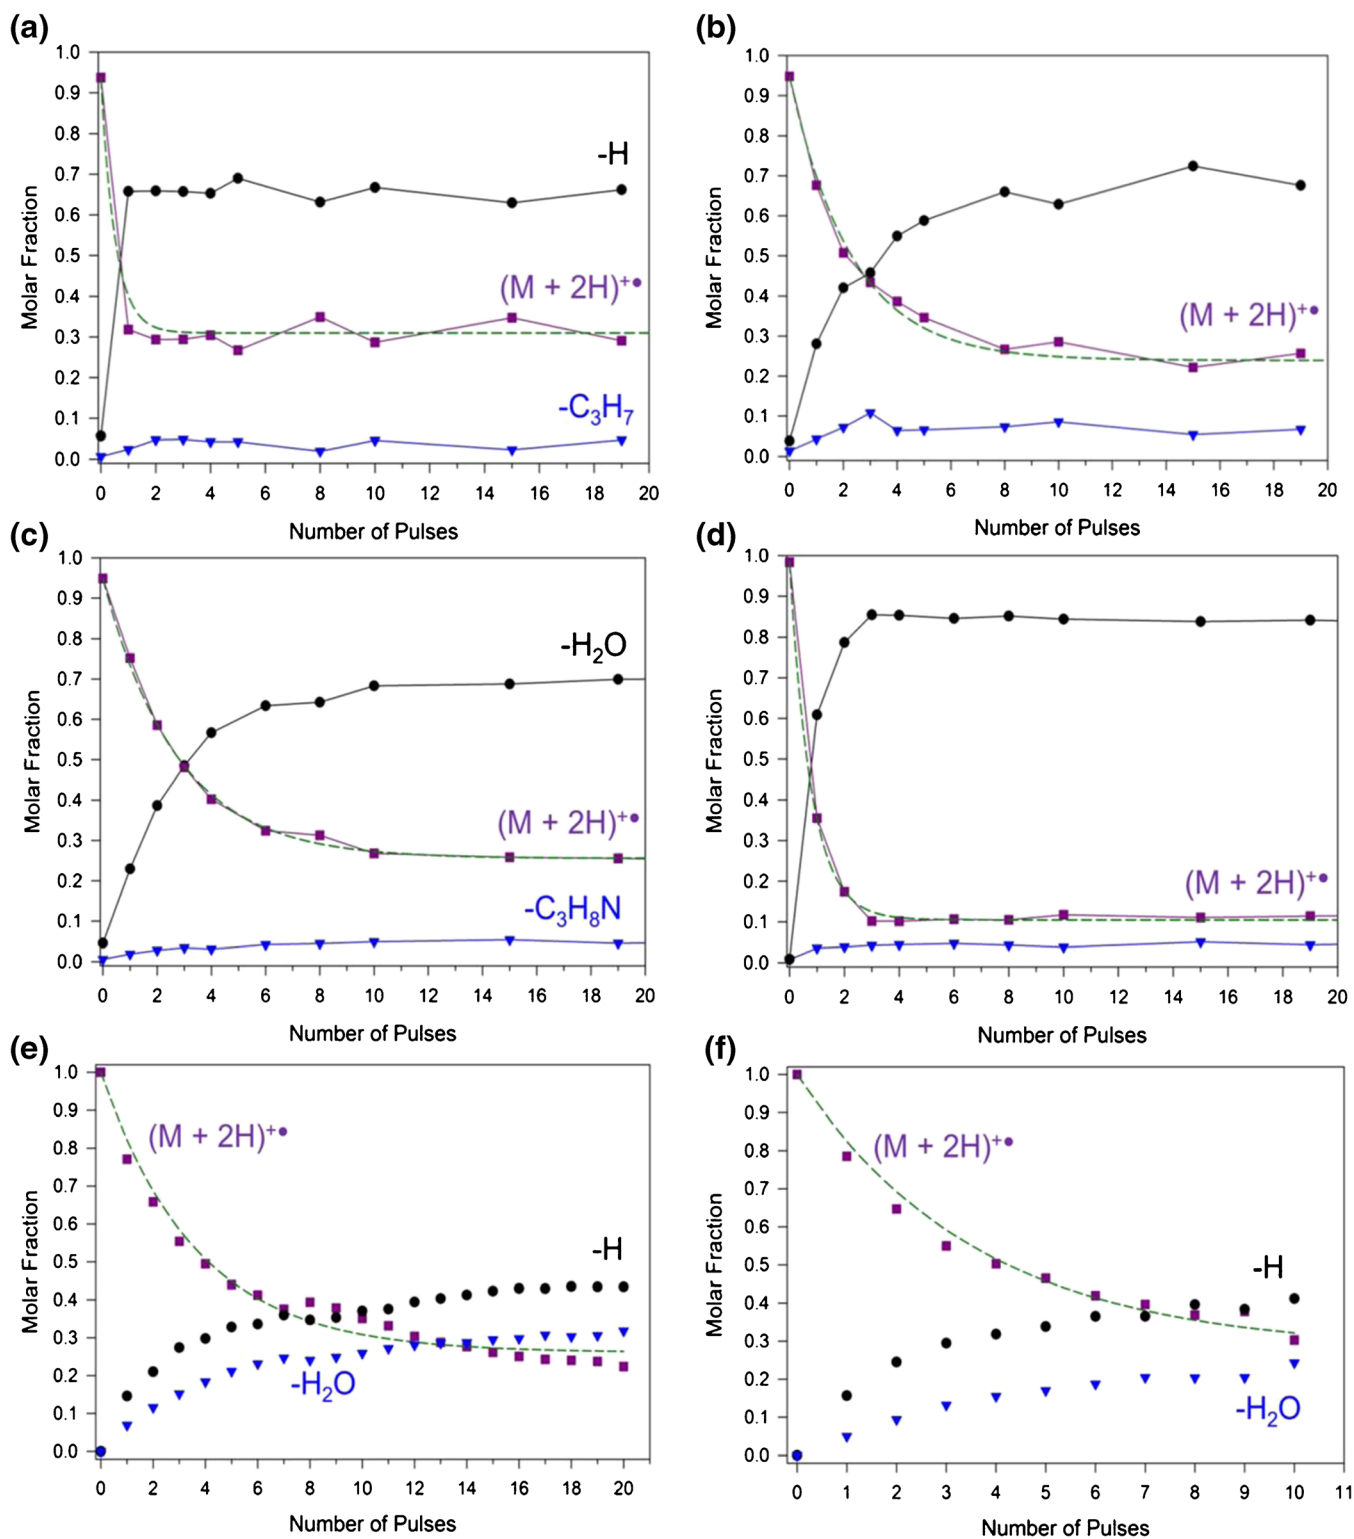 (a)
1.0
0.9
0.8
0.7
0.6
0.5
0.4
0.3
0.2
0.1
0.0
Molar Fraction
-H
(M + 2H)⁺•
-C₃H₇
0 2 4 6 8 10 12 14 16 18 20
Number of Pulses
(b)
1.0
0.9
0.8
0.7
0.6
0.5
0.4
0.3
0.2
0.1
0.0
Molar Fraction
(M + 2H)⁺•
0 2 4 6 8 10 12 14 16 18 20
Number of Pulses
(c)
1.0
0.9
0.8
0.7
0.6
0.5
0.4
0.3
0.2
0.1
0.0
Molar Fraction
-H₂O
(M + 2H)⁺•
-C₃H₈N
0 2 4 6 8 10 12 14 16 18 20
Number of Pulses
(d)
1.0
0.9
0.8
0.7
0.6
0.5
0.4
0.3
0.2
0.1
0.0
Molar Fraction
(M + 2H)⁺•
0 2 4 6 8 10 12 14 16 18 20
Number of Pulses
(e)
1.0
0.9
0.8
0.7
0.6
0.5
0.4
0.3
0.2
0.1
0.0
Molar Fraction
(M + 2H)⁺•
-H
-H₂O
0 2 4 6 8 10 12 14 16 18 20
Number of Pulses
(f)
1.0
0.9
0.8
0.7
0.6
0.5
0.4
0.3
0.2
0.1
0.0
Molar Fraction
(M + 2H)⁺•
-H
-H₂O
0 1 2 3 4 5 6 7 8 9 10 11
Number of Pulses